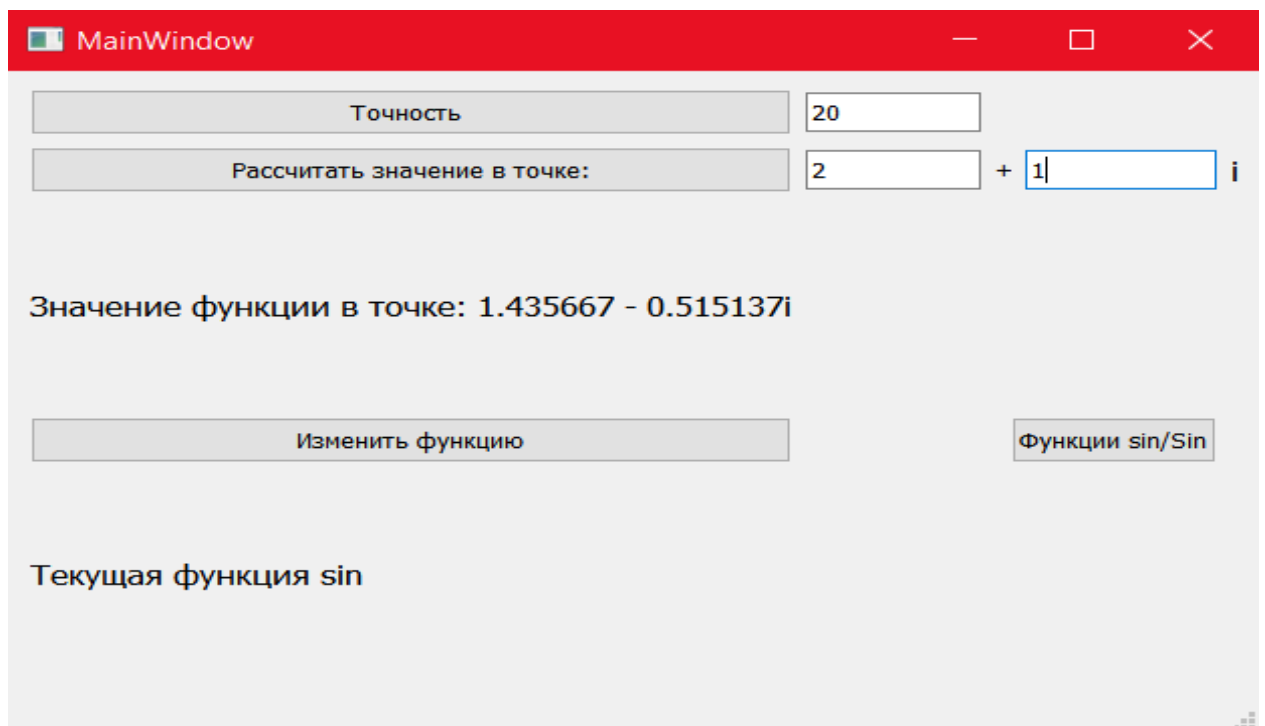 MainWindow
Точность 20
Рассчитать значение в точке: 2 + 1 i
Значение функции в точке: 1.435667 - 0.515137i
Изменить функцию Функции sin/Sin
Текущая функция sin